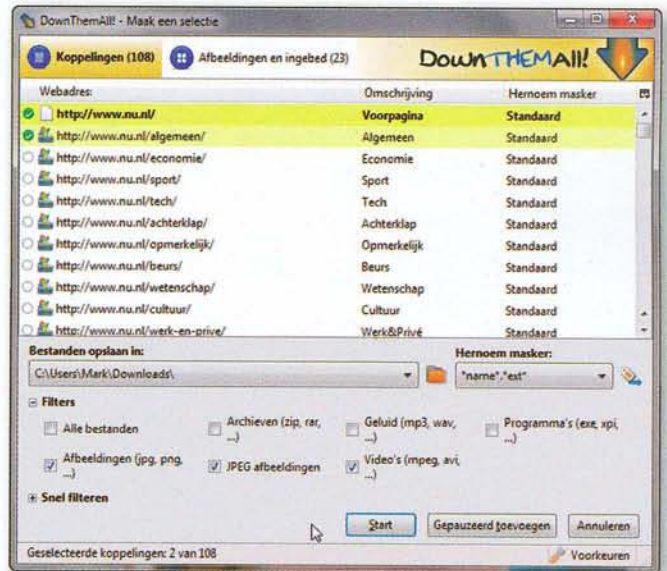 DownThemAll! - Maak een selectie
Koppelingen (108) Afbeeldingen en ingebed (23) DownTHEMAll!
Webadres: Omschrijving Hernoem masker
http://www.nu.nl/ Voorpagina Standaard
http://www.nu.nl/algemeen/ Algemeen Standaard
http://www.nu.nl/economie/ Economie Standaard
http://www.nu.nl/sport/ Sport Standaard
http://www.nu.nl/tech/ Tech Standaard
http://www.nu.nl/achterklap/ Achterklap Standaard
http://www.nu.nl/opmerkelijk/ Opmerkelijk Standaard
http://www.nu.nl/beurs/ Beurs Standaard
http://www.nu.nl/wetenschap/ Wetenschap Standaard
http://www.nu.nl/cultuur/ Cultuur Standaard
http://www.nu.nl/werk-en-prive/ Werk&Privé Standaard
Bestanden opslaan in: Hernoem masker:
C:\Users\Mark\Downloads\ *name*.*ext*
Filters
Alle bestanden Archieven (zip, rar, ...) Geluid (mp3, wav, ...) Programma's (exe, xpi, ...)
Afbeeldingen (jpg, png, ...) JPEG afbeeldingen Video's (mpeg, avi, ...)
Snel filteren
Start Gepauzeerd toevoegen Annuleren
Geselecteerde koppelingen: 2 van 108 Voorkeuren